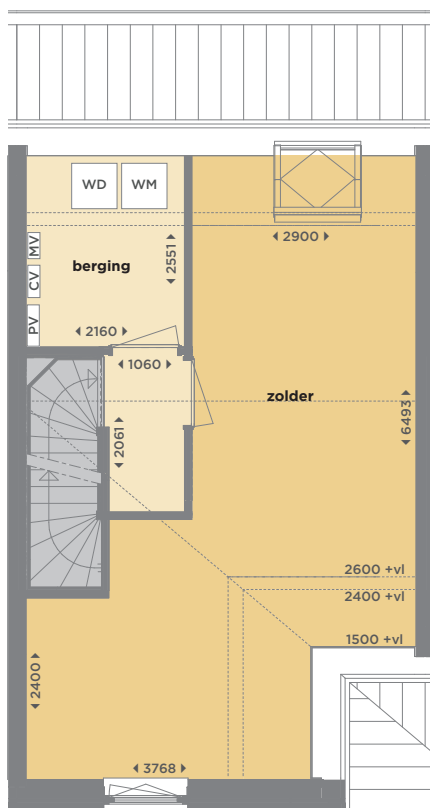 WD WM
MV
2551
2900
berging
CV
PV
2160
1060
zolder
6493
2061
2600 +vl
2400 +vl
1500 +vl
2400
3768